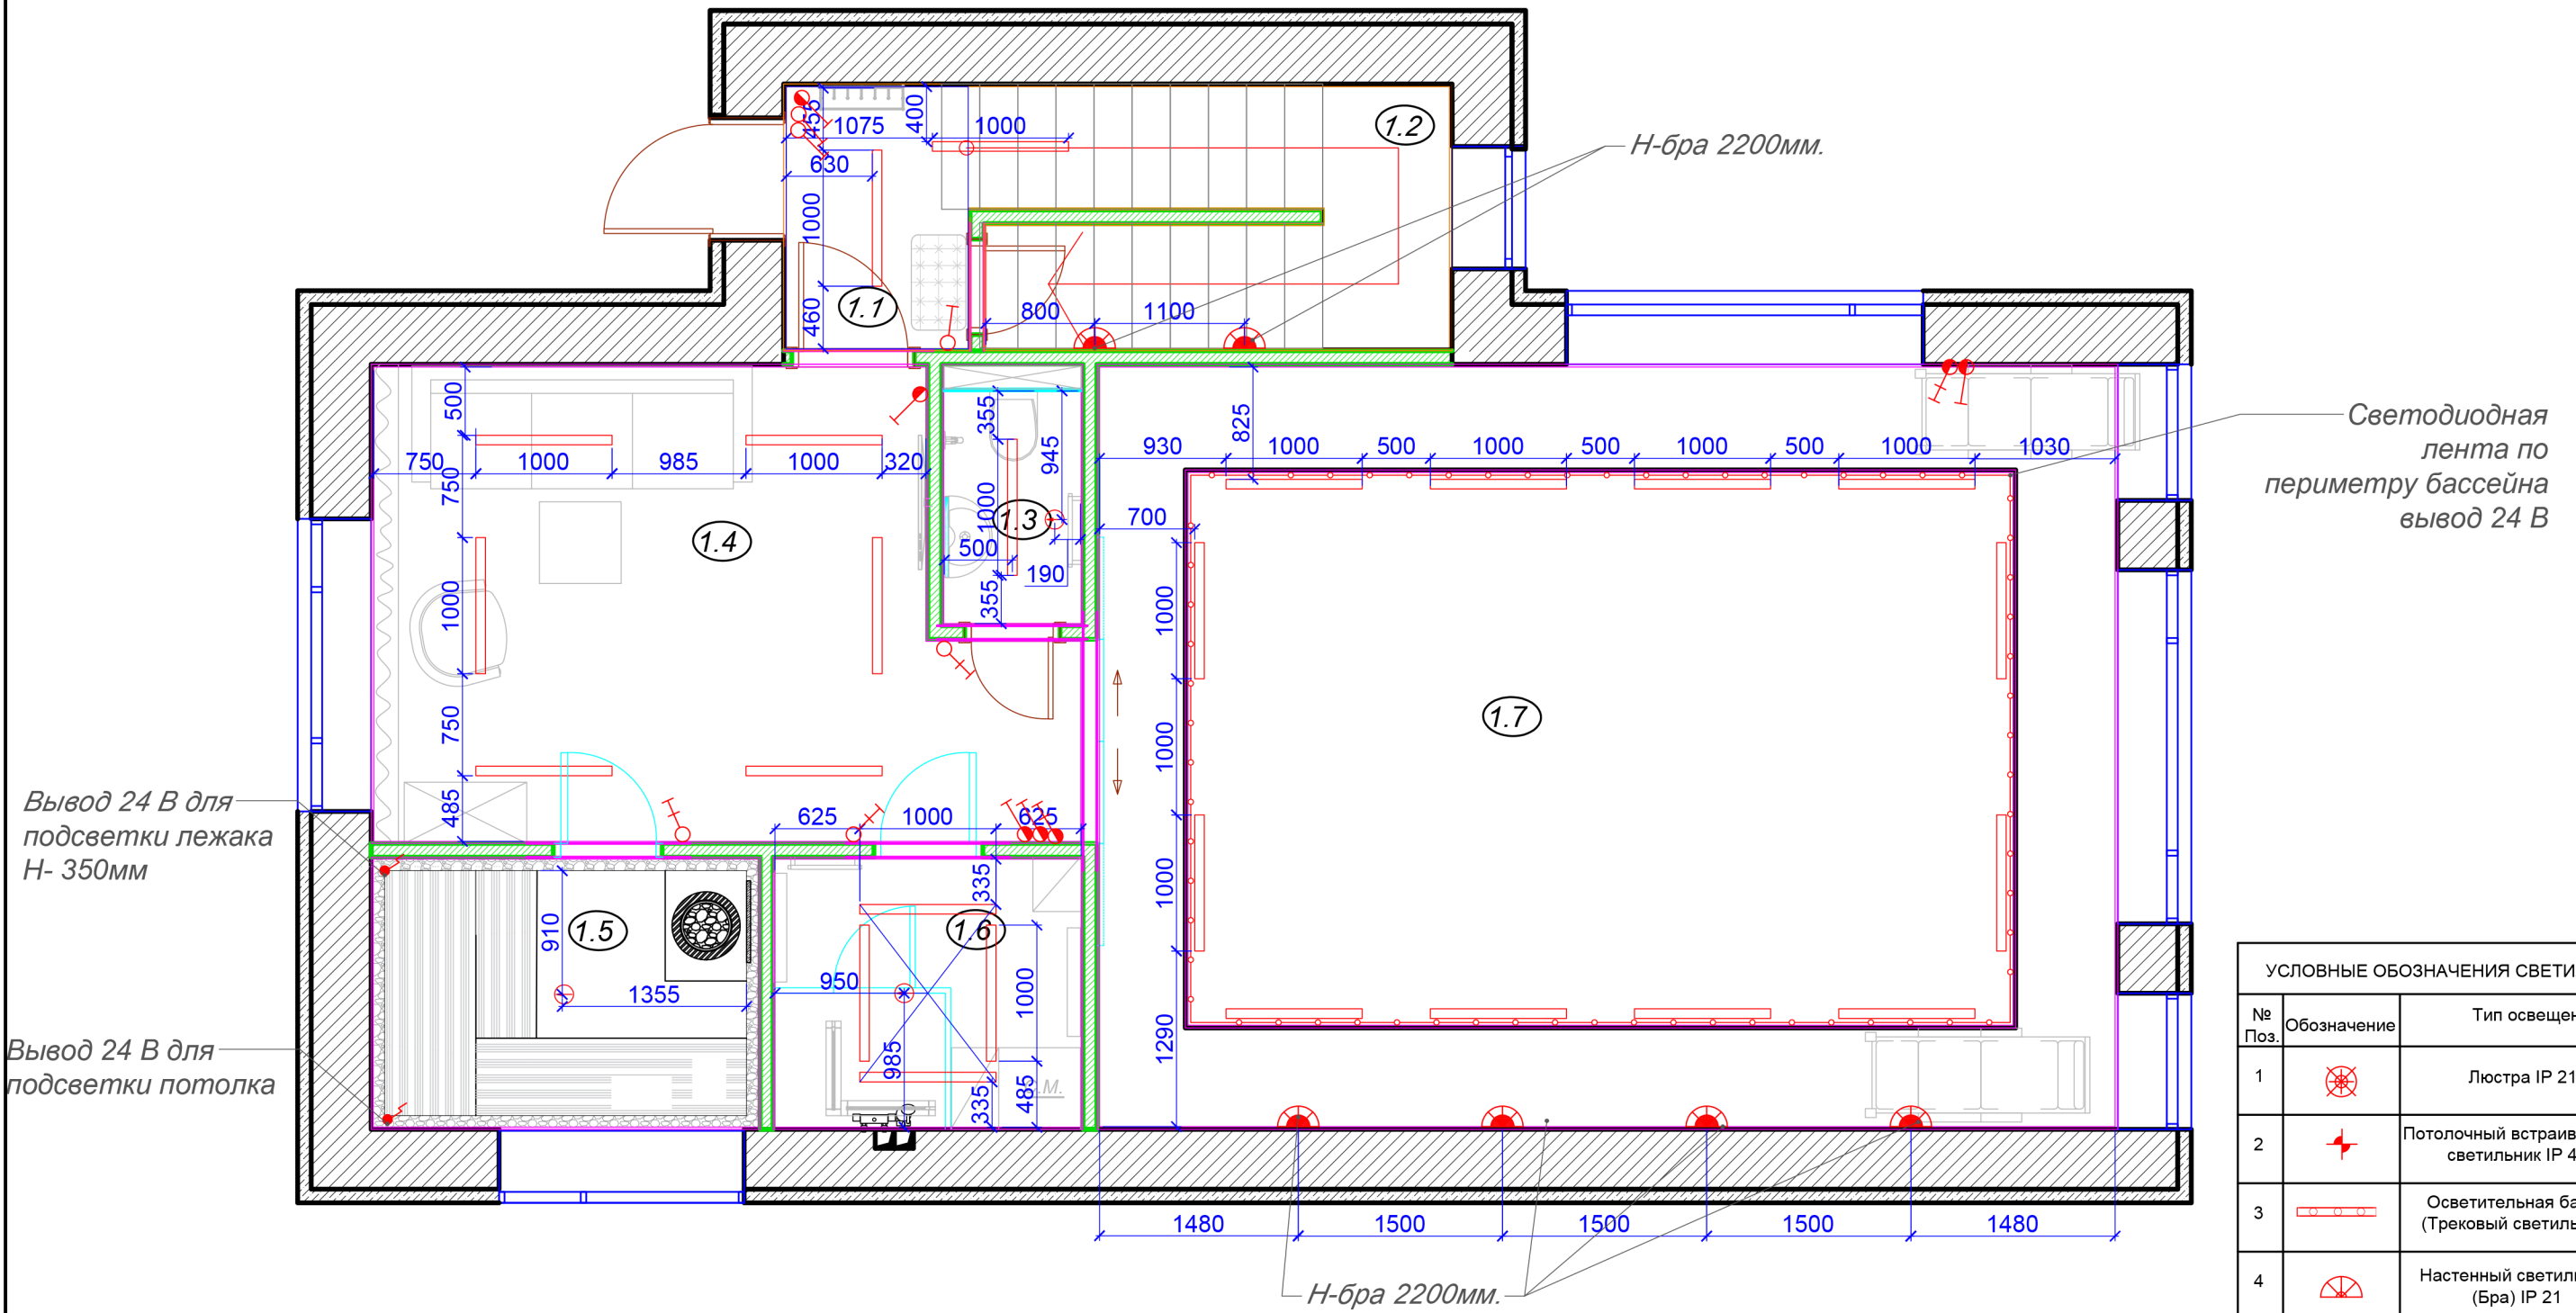 455
1075
400
1000
1.2
630
1000
460
1.1
800
1100
Н-бра 2200мм.
500
750
1000
985
1000
320
750
1000
750
485
1.4
355
945
1000
1.3
500
190
355
825
930
1000
500
1000
500
1000
500
1000
1030
700
1000
1000
1000
1290
1.7
Светодиодная
лента по
периметру бассейна
вывод 24 В
Вывод 24 В для
подсветки лежака
Н- 350мм
Вывод 24 В для
подсветки потолка
910
1.5
1355
625
1000
625
335
1.6
950
1000
985
335
485
.М.
1480
1500
1500
1500
1480
Н-бра 2200мм.
УСЛОВНЫЕ ОБОЗНАЧЕНИЯ СВЕТИ
№
Поз.
Обозначение
Тип освещен
1
Люстра IP 21
2
Потолочный встраив
светильник IP 4
3
Осветительная ба
(Трековый светиль
4
Настенный светиль
(Бра) IP 21